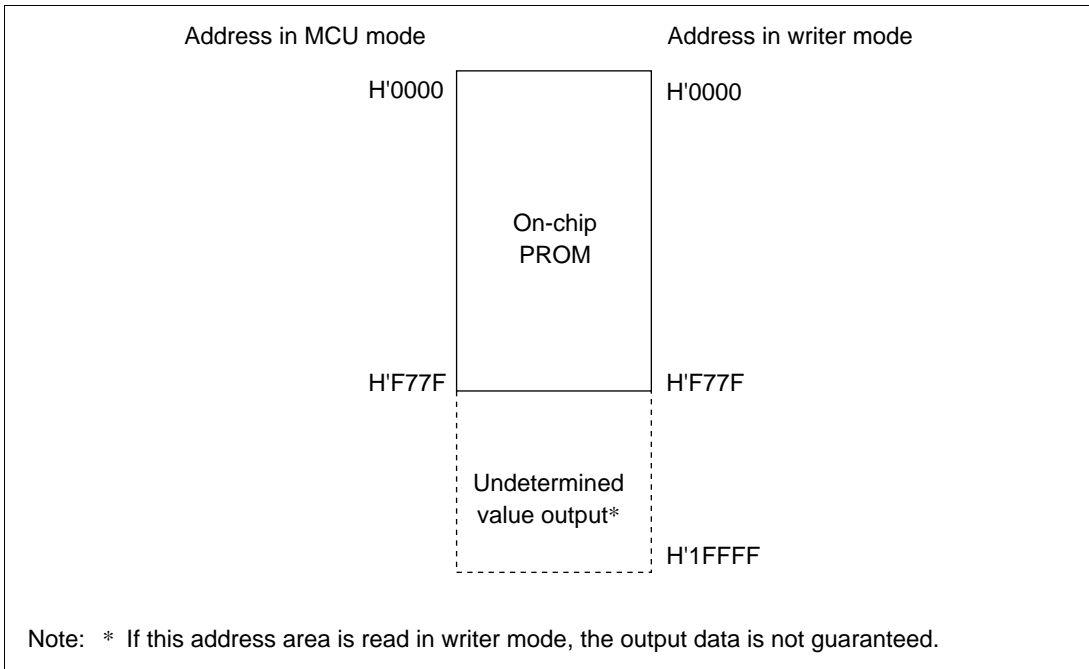 Address in MCU mode
Address in writer mode
H'0000
H'0000
On-chip
PROM
H'F77F
H'F77F
Undetermined
value output*
H'1FFFF
Note: * If this address area is read in writer mode, the output data is not guaranteed.